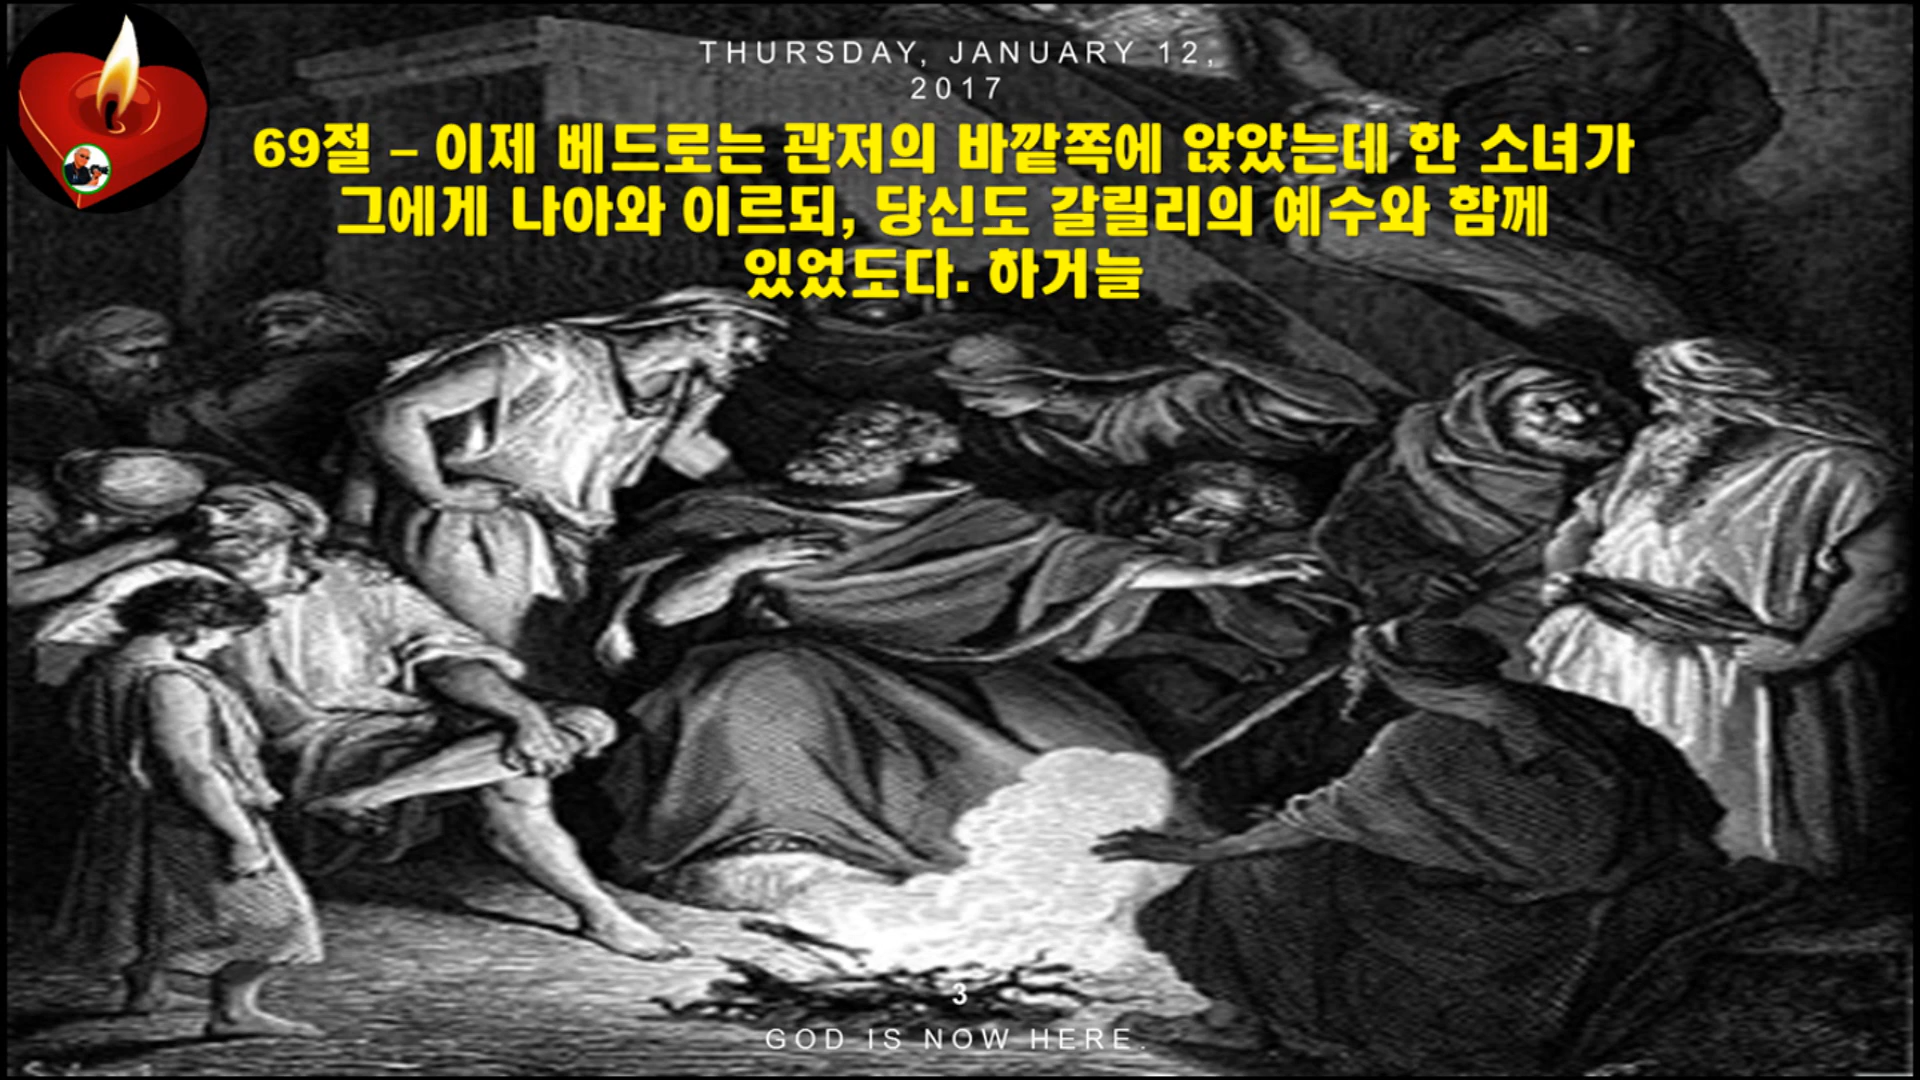 THURSDAY, JANUARY 12,
2017
69절 – 이제 베드로는 관저의 바깥쪽에 앉았는데 한 소녀가
그에게 나아와 이르되, 당신도 갈릴리의 예수와 함께
있었도다. 하거늘
3
GOD IS NOW HERE.